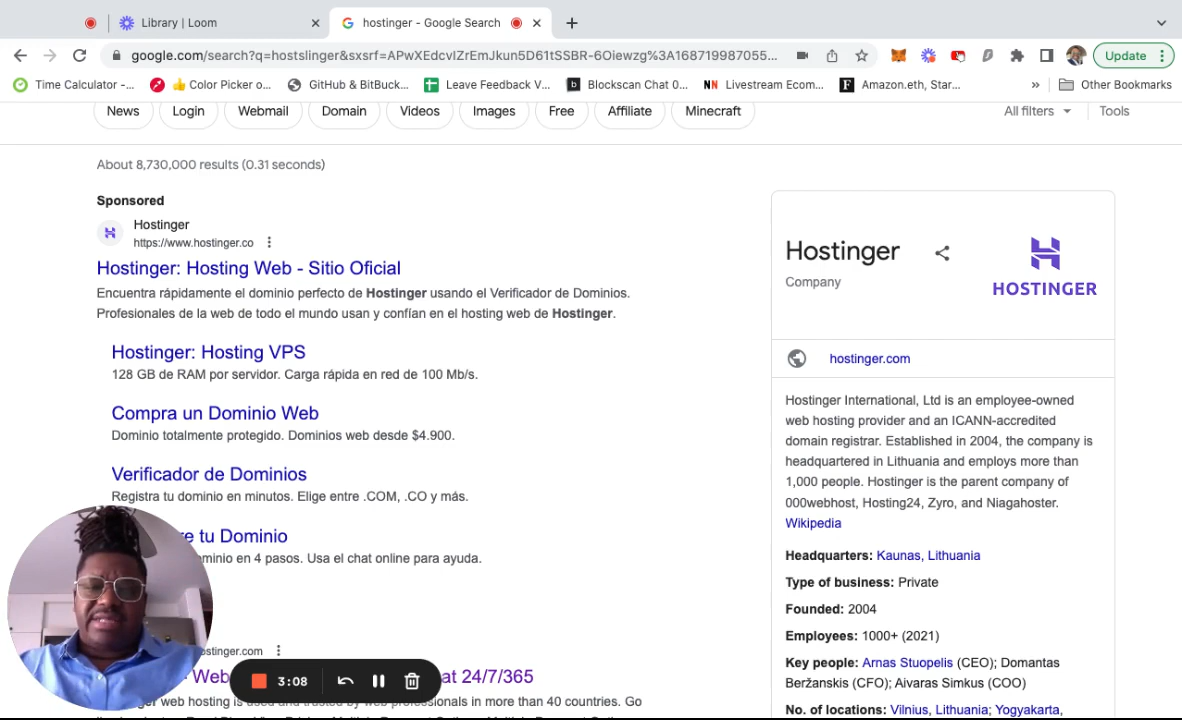 Library | Loom
hostinger - Google Search
google.com/search?q=hostslinger&sxsrf=APwXEdcvIZrEmJkun5D61tSSBR-6Oiewzg%3A168719987055...
Update
Time Calculator -...
👍 Color Picker o...
GitHub & BitBuck...
Leave Feedback V...
Blockscan Chat 0...
NN
Livestream Ecom...
Amazon.eth, Star...
»
Other Bookmarks
News
Login
Webmail
Domain
Videos
Images
Free
Affiliate
Minecraft
All filters
Tools
About 8,730,000 results (0.31 seconds)
Sponsored
Hostinger
https://www.hostinger.co
Hostinger: Hosting Web - Sitio Oficial
Encuentra rápidamente el dominio perfecto de Hostinger usando el Verificador de Dominios.
Profesionales de la web de todo el mundo usan y confían en el hosting web de Hostinger.
Hostinger: Hosting VPS
128 GB de RAM por servidor. Carga rápida en red de 100 Mb/s.
Compra un Dominio Web
Dominio totalmente protegido. Dominios web desde $4.900.
Verificador de Dominios
Registra tu dominio en minutos. Elige entre .COM, .CO y más.
tu Dominio
en 4 pasos. Usa el chat online para ayuda.
Web
at 24/7/365
3:08
web hosting is used and trusted by web professionals in more than 40 countries. Go
Hostinger
Company
HOSTINGER
hostinger.com
Hostinger International, Ltd is an employee-owned
web hosting provider and an ICANN-accredited
domain registrar. Established in 2004, the company is
headquartered in Lithuania and employs more than
1,000 people. Hostinger is the parent company of
000webhost, Hosting24, Zyro, and Niagahoster.
Wikipedia
Headquarters: Kaunas, Lithuania
Type of business: Private
Founded: 2004
Employees: 1000+ (2021)
Key people: Arnas Stuopelis (CEO); Domantas
Beržanskis (CFO); Aivaras Simkus (COO)
No. of locations: Vilnius, Lithuania; Yogyakarta,